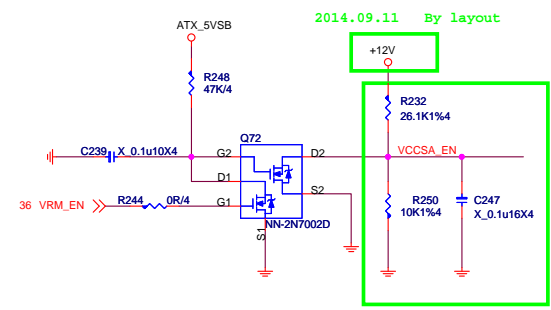 2014.09.11 By layout
ATX_5VSB
+12V
R248
47K/4
R232
26.1K1%4
Q72
C239 X_0.1u10X4
G2
D2
VCCSA_EN
D1
S2
36 VRM_EN
R244 0R/4
G1
R250
10K1%4
C247
X_0.1u16X4
NN-2N7002D
S1